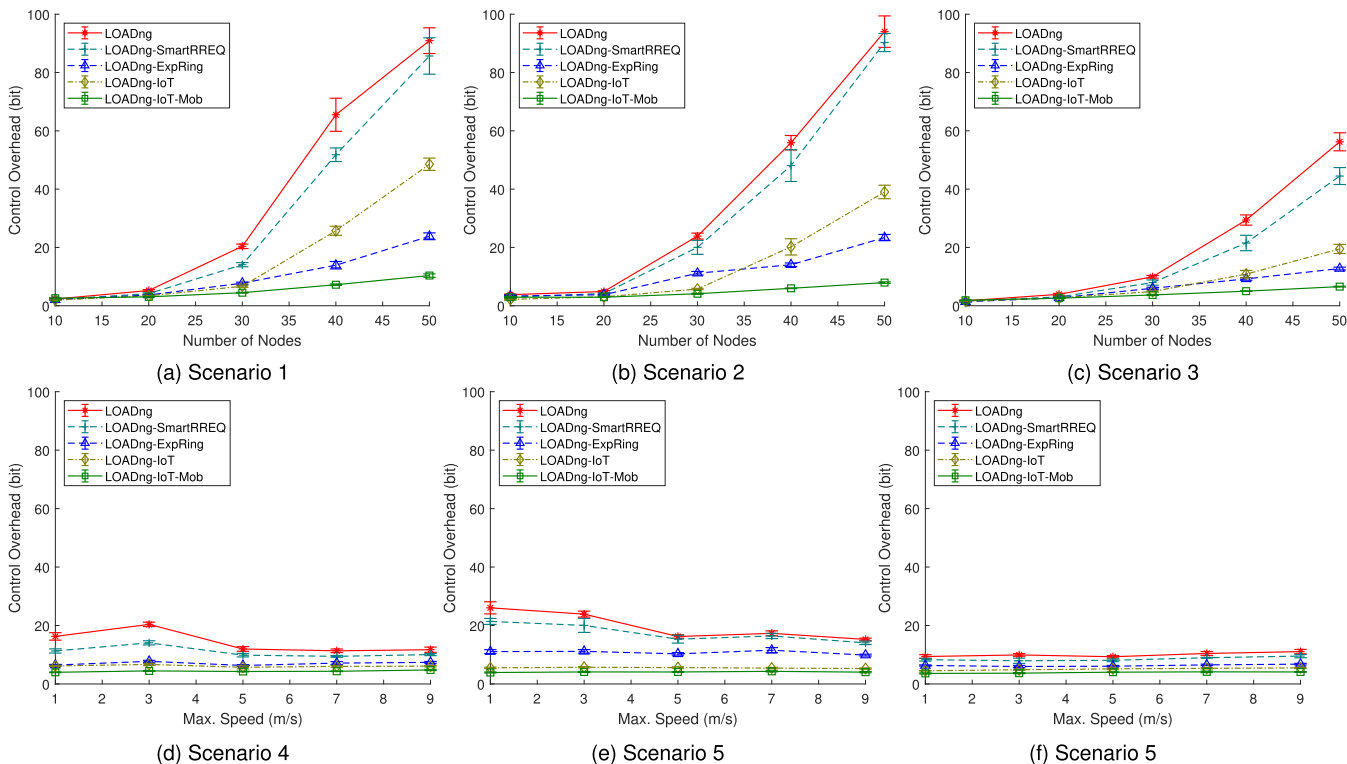 100
80
60
40
20
0
Control Overhead (bit)
LOADng
LOADng-SmartRREQ
LOADng-ExpRing
LOADng-IoT
LOADng-IoT-Mob
10 15 20 25 30 35 40 45 50
Number of Nodes
(a) Scenario 1
100
80
60
40
20
0
Control Overhead (bit)
LOADng
LOADng-SmartRREQ
LOADng-ExpRing
LOADng-IoT
LOADng-IoT-Mob
10 15 20 25 30 35 40 45 50
Number of Nodes
(b) Scenario 2
100
80
60
40
20
0
Control Overhead (bit)
LOADng
LOADng-SmartRREQ
LOADng-ExpRing
LOADng-IoT
LOADng-IoT-Mob
10 15 20 25 30 35 40 45 50
Number of Nodes
(c) Scenario 3
100
80
60
40
20
0
Control Overhead (bit)
LOADng
LOADng-SmartRREQ
LOADng-ExpRing
LOADng-IoT
LOADng-IoT-Mob
1 2 3 4 5 6 7 8 9
Max. Speed (m/s)
(d) Scenario 4
100
80
60
40
20
0
Control Overhead (bit)
LOADng
LOADng-SmartRREQ
LOADng-ExpRing
LOADng-IoT
LOADng-IoT-Mob
1 2 3 4 5 6 7 8 9
Max. Speed (m/s)
(e) Scenario 5
100
80
60
40
20
0
Control Overhead (bit)
LOADng
LOADng-SmartRREQ
LOADng-ExpRing
LOADng-IoT
LOADng-IoT-Mob
1 2 3 4 5 6 7 8 9
Max. Speed (m/s)
(f) Scenario 5